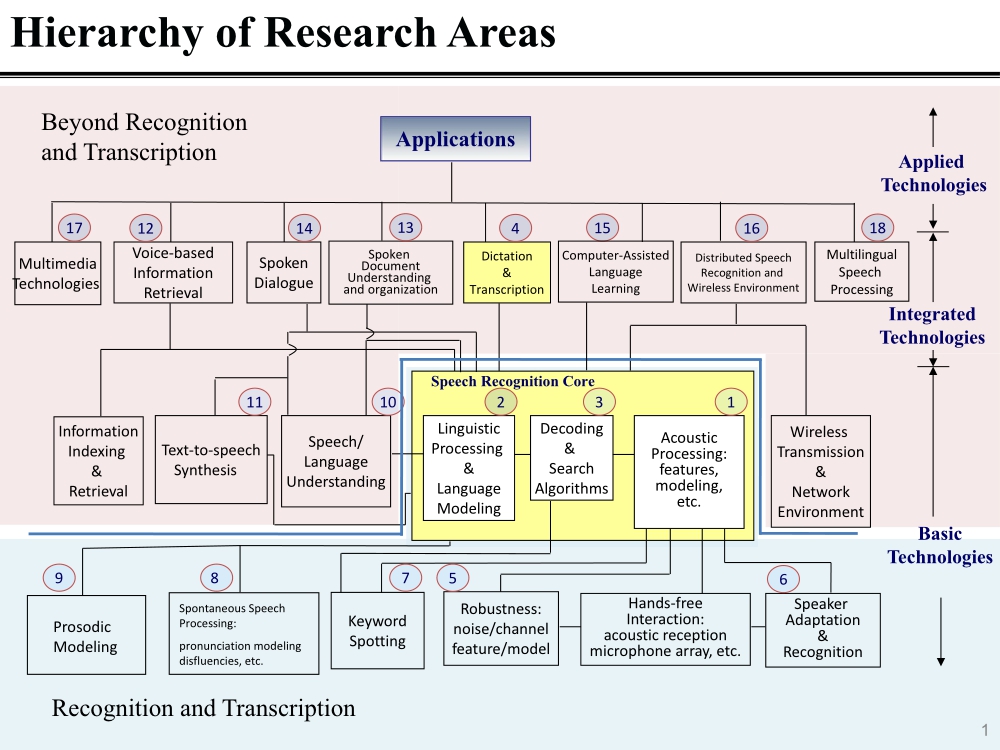 Hierarchy of Research Areas
Beyond Recognition
and Transcription
Applications
Applied
Technologies
17
12
14
13
4
15
16
18
Multimedia
Technologies
Voice-based
Information
Retrieval
Spoken
Dialogue
Spoken
Document
Understanding
and organization
Dictation
&
Transcription
Computer-Assisted
Language
Learning
Distributed Speech
Recognition and
Wireless Environment
Multilingual
Speech
Processing
Integrated
Technologies
Speech Recognition Core
11
10
2
3
1
Information
Indexing
&
Retrieval
Text-to-speech
Synthesis
Speech/
Language
Understanding
Linguistic
Processing
&
Language
Modeling
Decoding
&
Search
Algorithms
Acoustic
Processing:
features,
modeling,
etc.
Wireless
Transmission
&
Network
Environment
Basic
Technologies
9
8
7
5
6
Prosodic
Modeling
Spontaneous Speech
Processing:
pronunciation modeling
disfluencies, etc.
Keyword
Spotting
Robustness:
noise/channel
feature/model
Hands-free
Interaction:
acoustic reception
microphone array, etc.
Speaker
Adaptation
&
Recognition
Recognition and Transcription
1